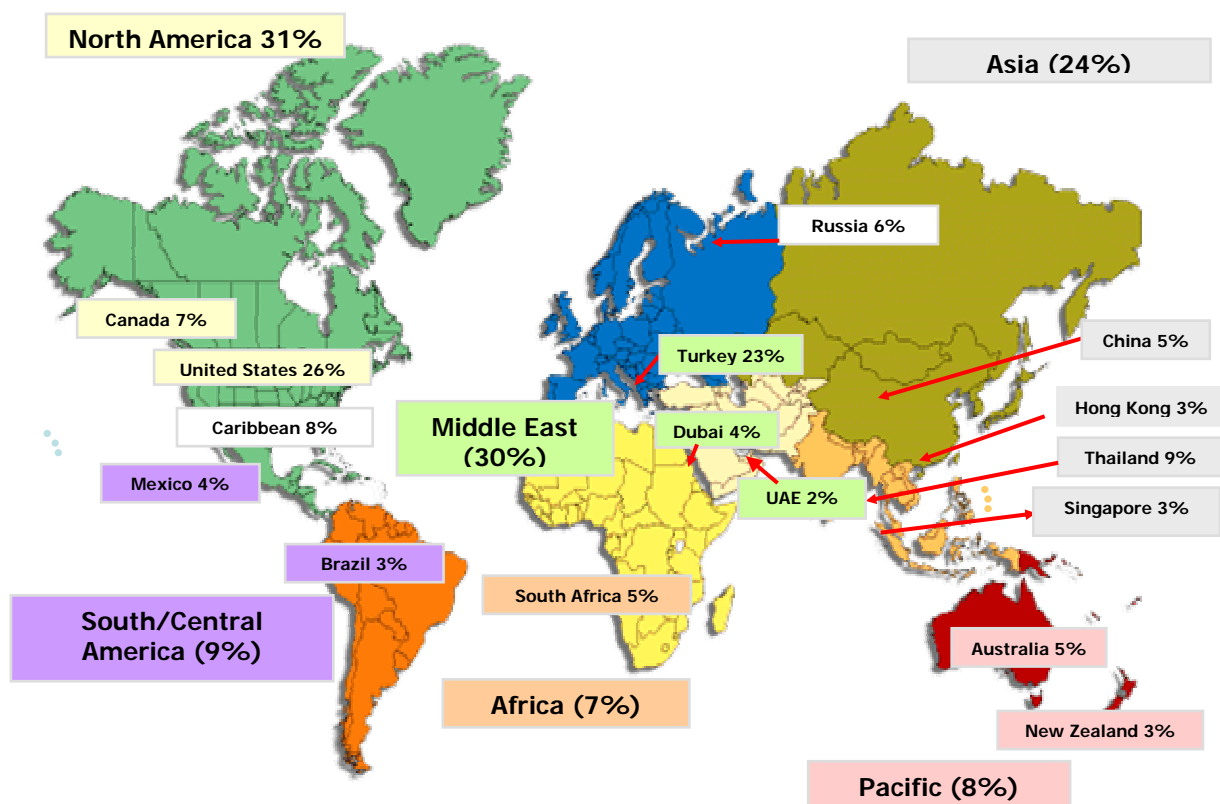 North America 31%
Asia (24%)
Russia 6%
Canada 7%
China 5%
United States 26%
Turkey 23%
Hong Kong 3%
Caribbean 8%
Middle East
(30%)
Dubai 4%
Thailand 9%
Mexico 4%
UAE 2%
Singapore 3%
Brazil 3%
South Africa 5%
South/Central
America (9%)
Australia 5%
Africa (7%)
New Zealand 3%
Pacific (8%)